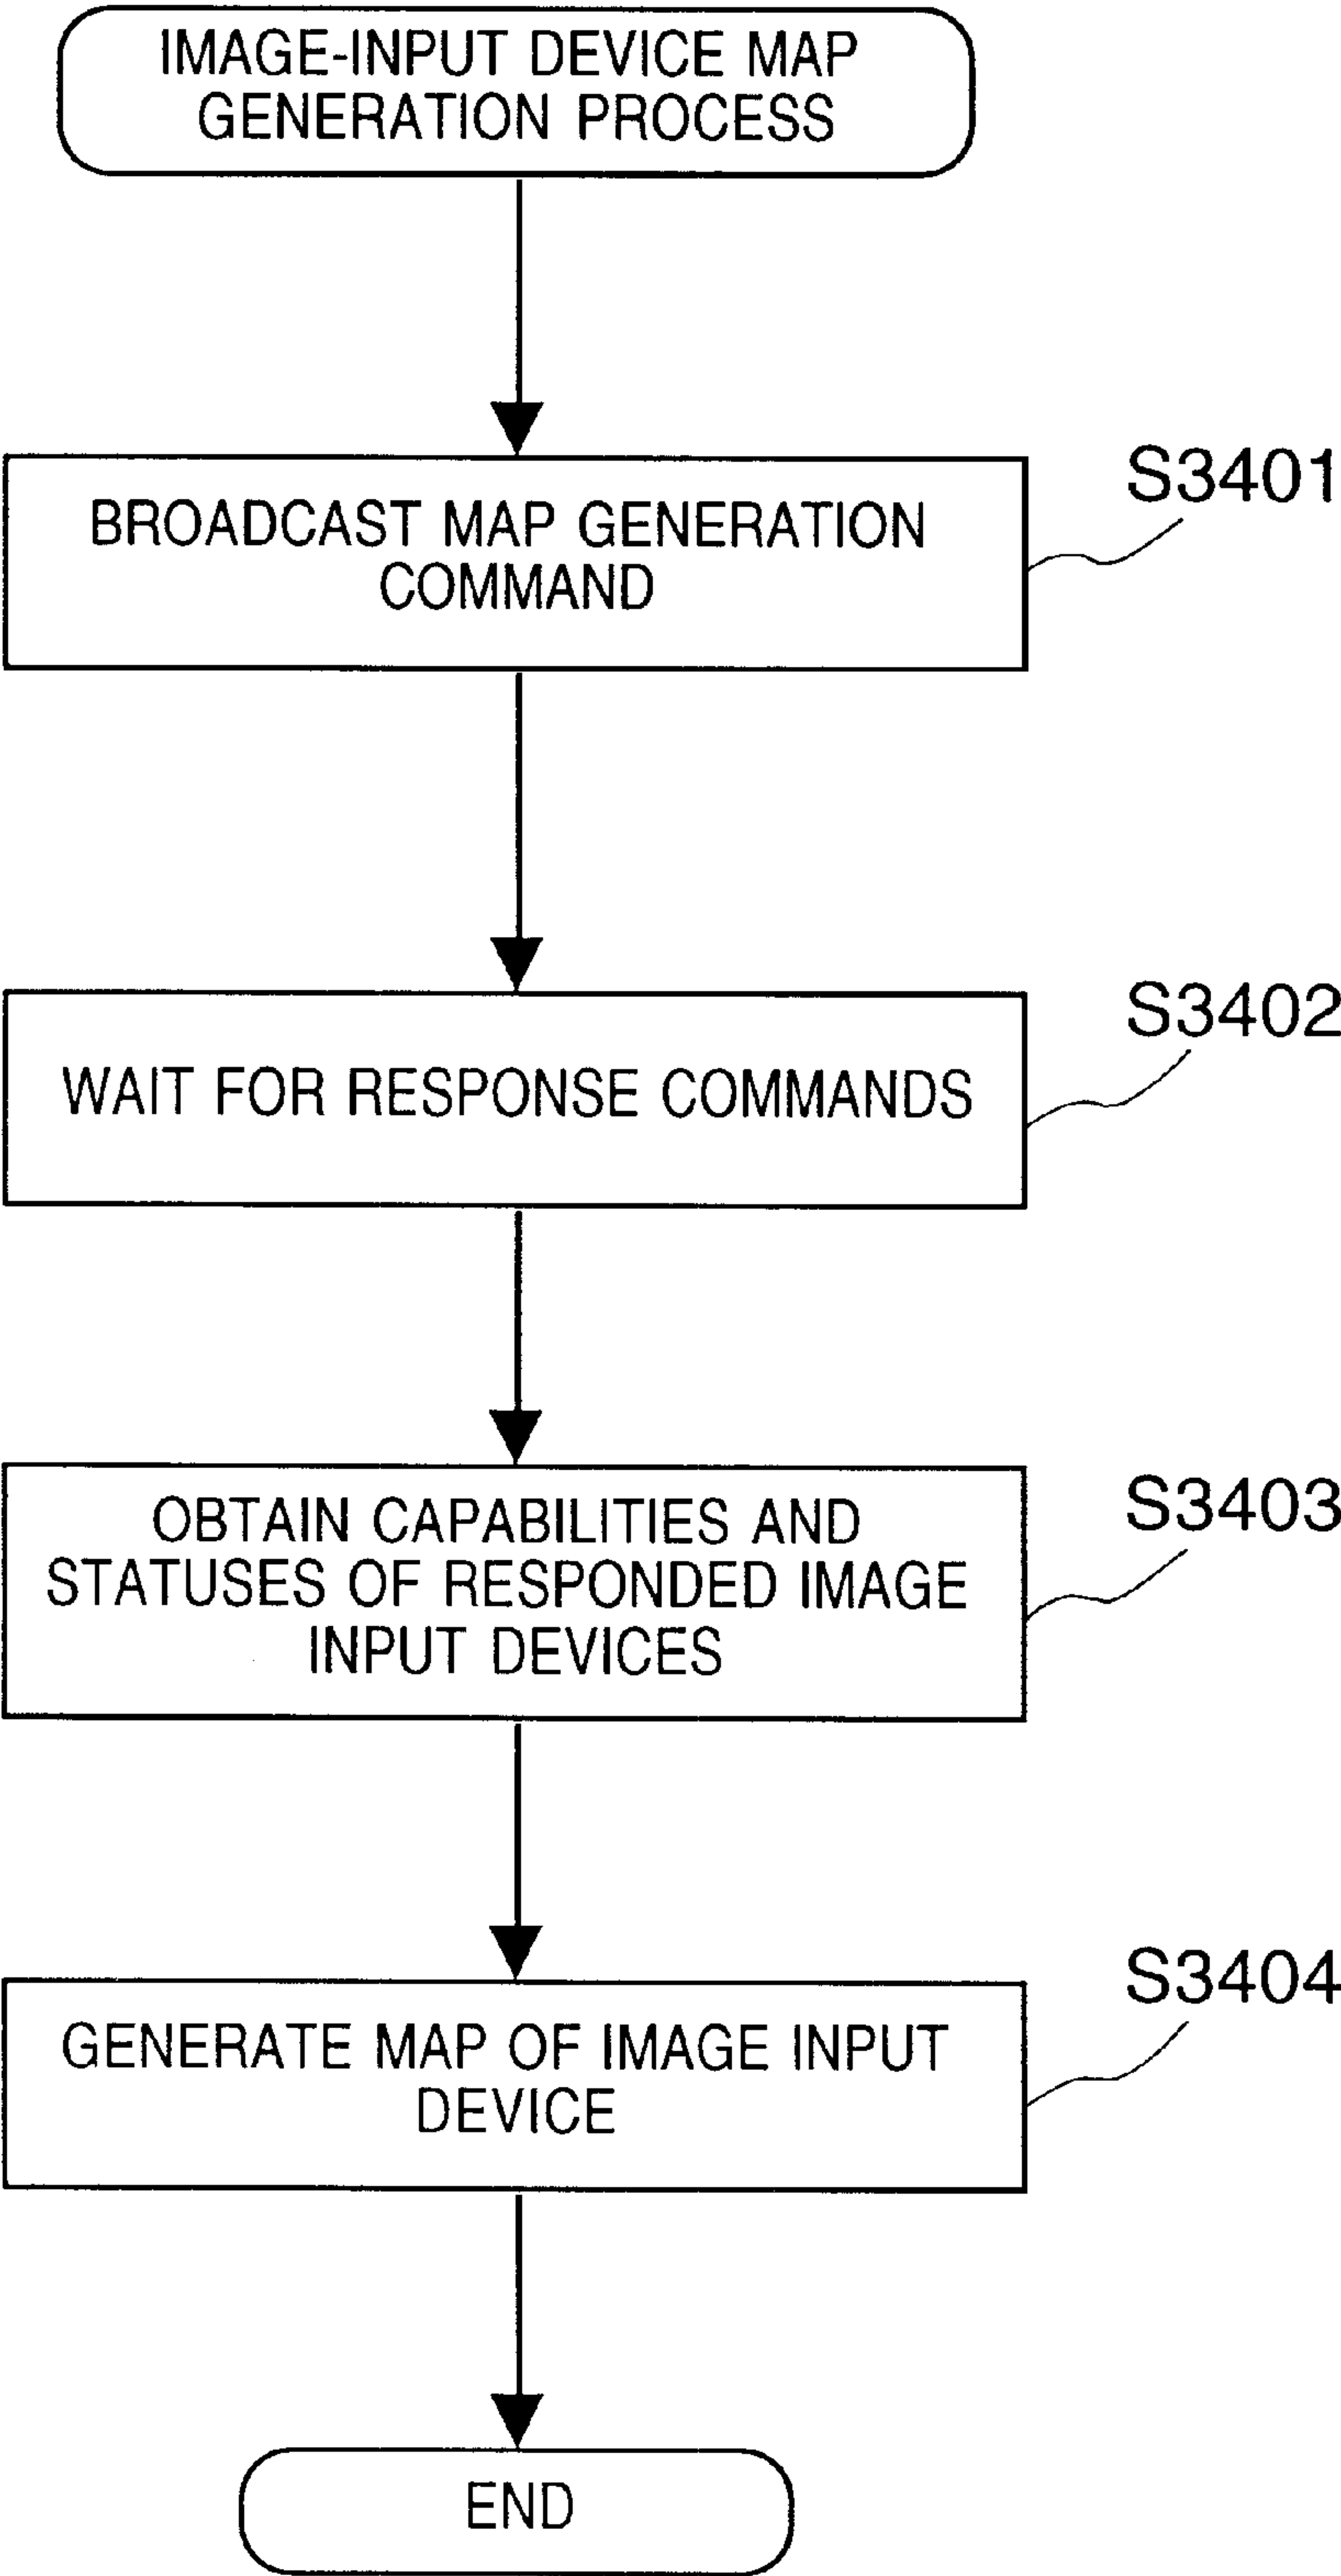 IMAGE-INPUT DEVICE MAP
GENERATION PROCESS
S3401
BROADCAST MAP GENERATION
COMMAND
S3402
WAIT FOR RESPONSE COMMANDS
S3403
OBTAIN CAPABILITIES AND
STATUSES OF RESPONDED IMAGE
INPUT DEVICES
S3404
GENERATE MAP OF IMAGE INPUT
DEVICE
END